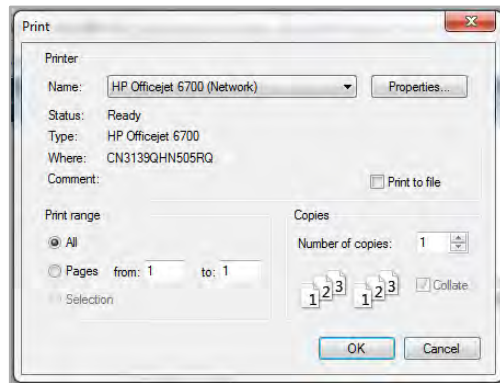 Print
Printer
Name: HP Officejet 6700 (Network) Properties...
Status: Ready
Type: HP Officejet 6700
Where: CN3139QHN505RQ
Comment: Print to file
Print range
All
Pages from: 1 to: 1
Selection
Copies
Number of copies: 1
1 2 3 1 2 3 Collate
OK Cancel